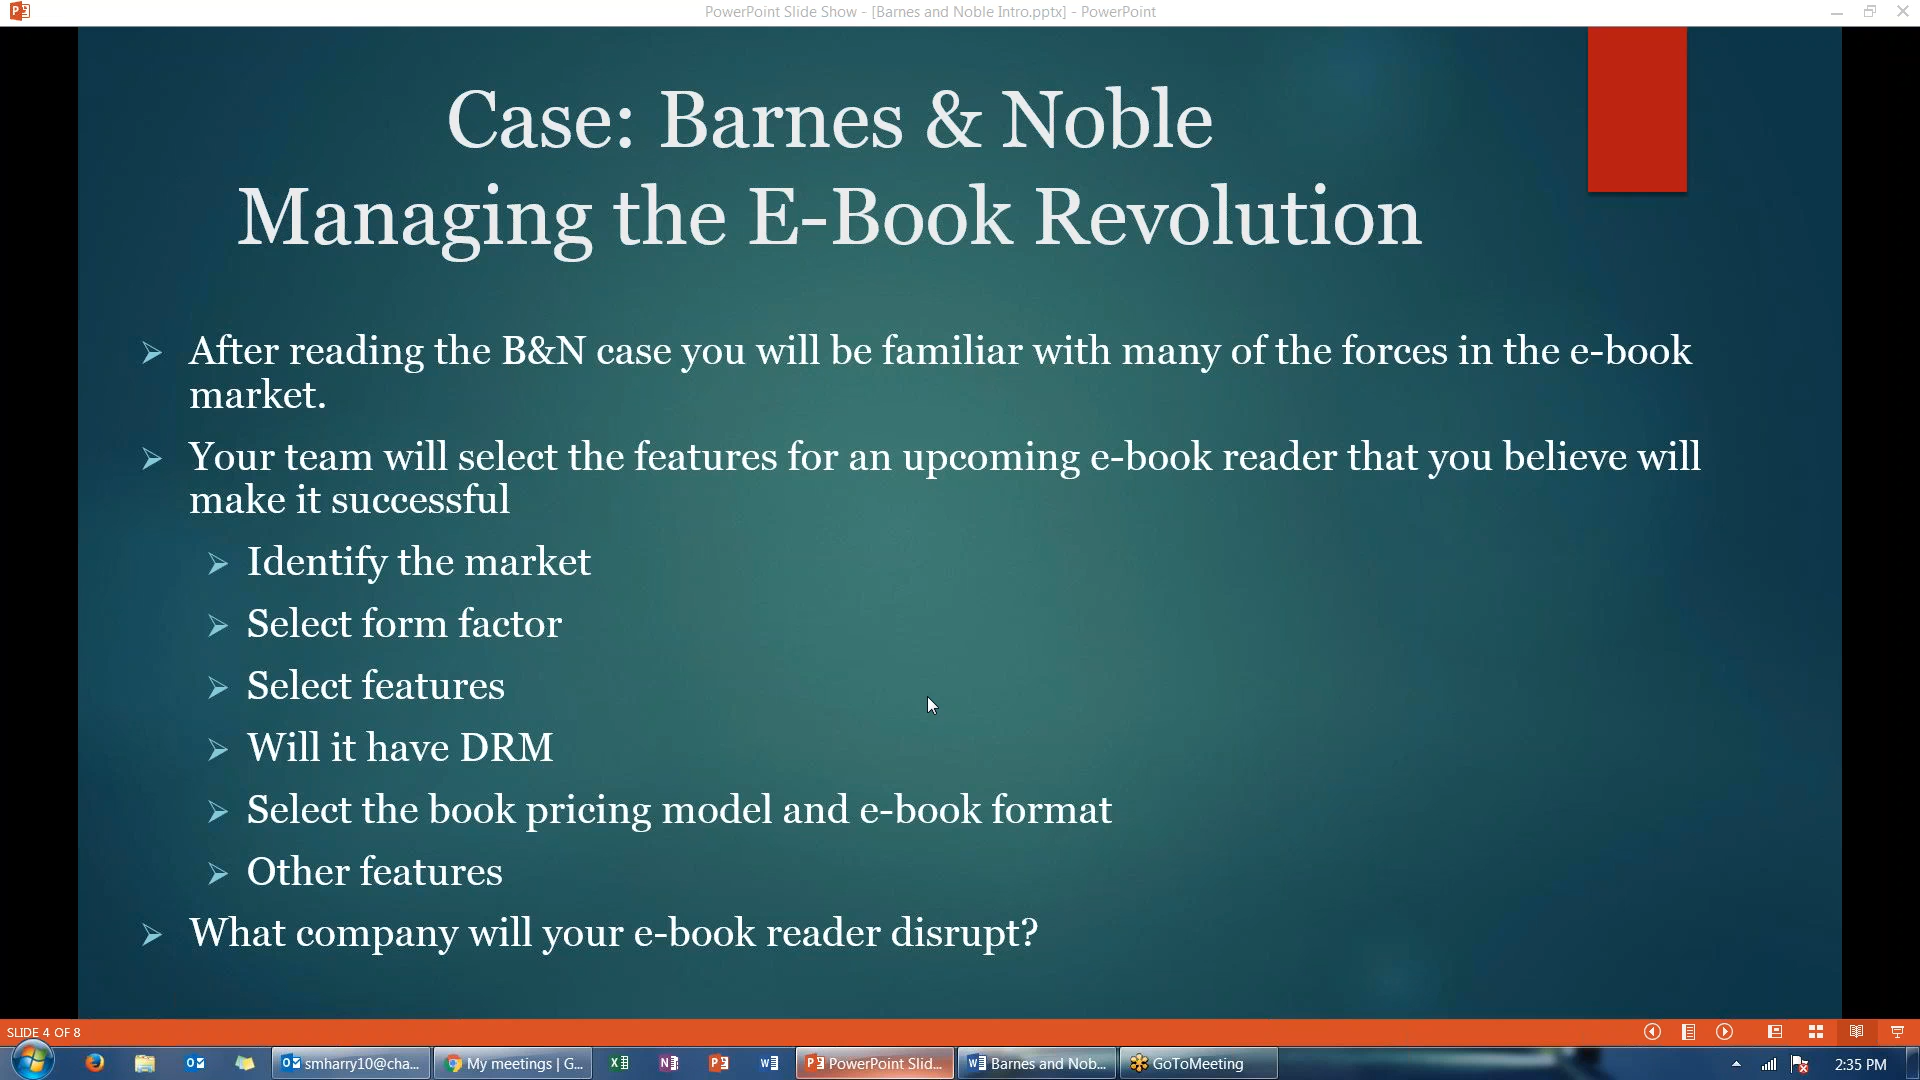 PowerPoint Slide Show - [Barnes and Noble Intro.pptx] - PowerPoint
Case: Barnes & Noble
Managing the E-Book Revolution
After reading the B&N case you will be familiar with many of the forces in the e-book
market.
Your team will select the features for an upcoming e-book reader that you believe will
make it successful
Identify the market
Select form factor
Select features
Will it have DRM
Select the book pricing model and e-book format
Other features
What company will your e-book reader disrupt?
SLIDE 4 OF 8
smharry10@cha... My meetings | G... PowerPoint Slid... Barnes and Nob... GoToMeeting 2:35 PM